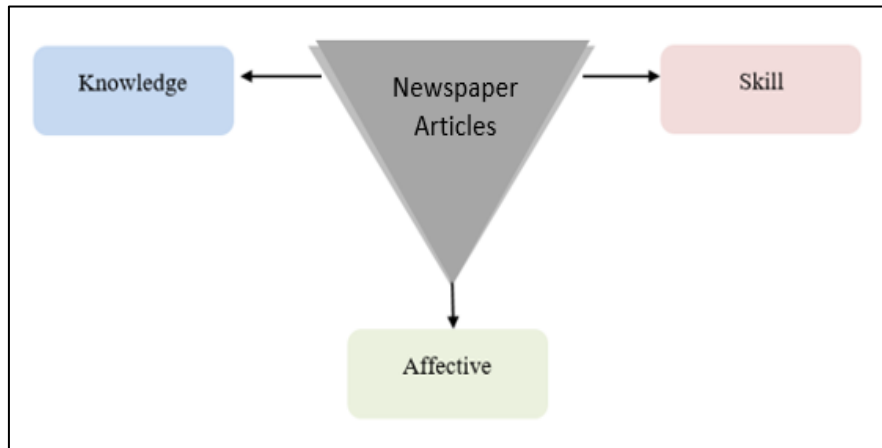 Knowledge
Newspaper
Articles
Skill
Affective